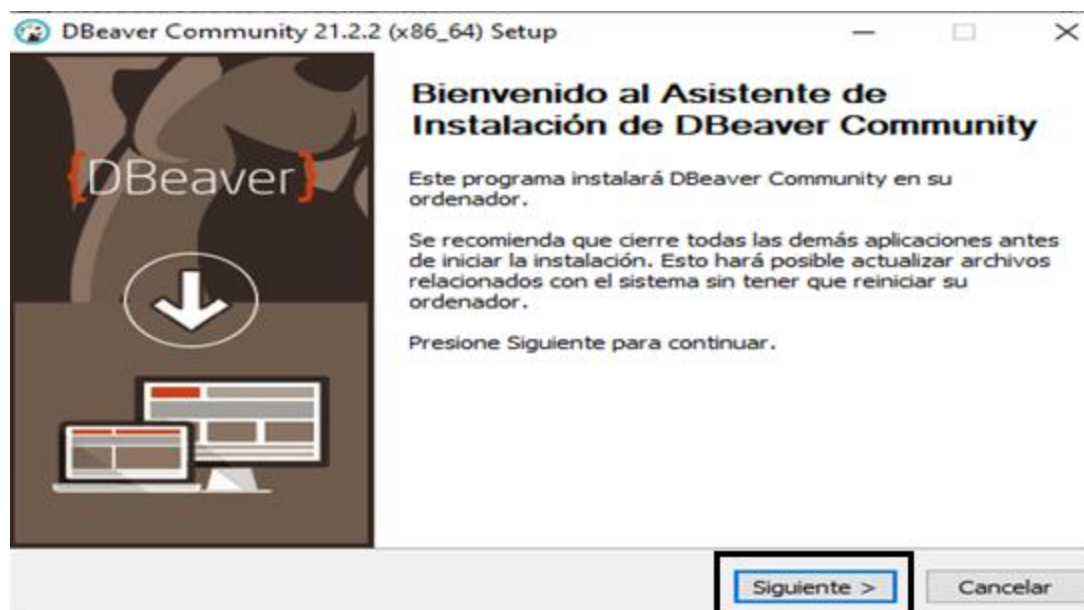 DBeaver Community 21.2.2 (x86_64) Setup
{DBeaver}
Bienvenido al Asistente de
Instalación de DBeaver Community
Este programa instalará DBeaver Community en su
ordenador.
Se recomienda que cierre todas las demás aplicaciones antes
de iniciar la instalación. Esto hará posible actualizar archivos
relacionados con el sistema sin tener que reiniciar su
ordenador.
Presione Siguiente para continuar.
Siguiente >
Cancelar